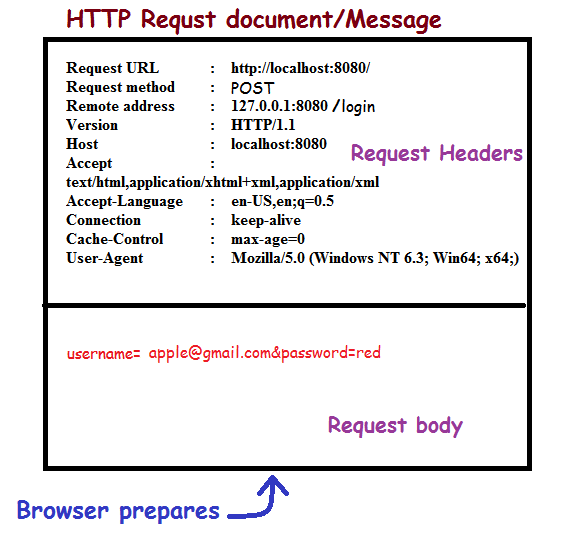 HTTP Requst document/Message
Request URL : http://localhost:8080/
Request method : POST
Remote address : 127.0.0.1:8080 /login
Version : HTTP/1.1
Host : localhost:8080
Request Headers
Accept :
text/html,application/xhtml+xml,application/xml
Accept-Language : en-US,en;q=0.5
Connection : keep-alive
Cache-Control : max-age=0
User-Agent : Mozilla/5.0 (Windows NT 6.3; Win64; x64;)
username= apple@gmail.com&password=red
Request body
Browser prepares